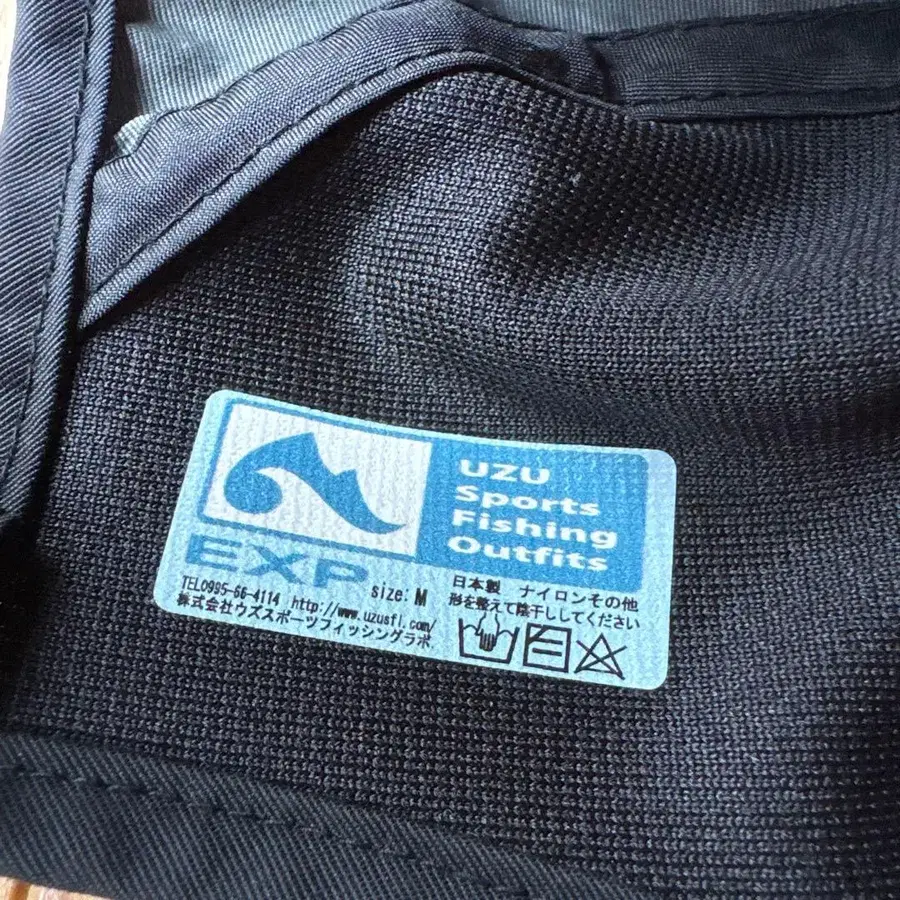 UZU
Sports
Fishing
Outfits
EXP
size: M
TEL0995-66-4114 http://www.uzusfl.com/
株式会社ウズスポーツフィッシングラボ.
日本製 ナイロンその他
形を整えて陰干ししてください